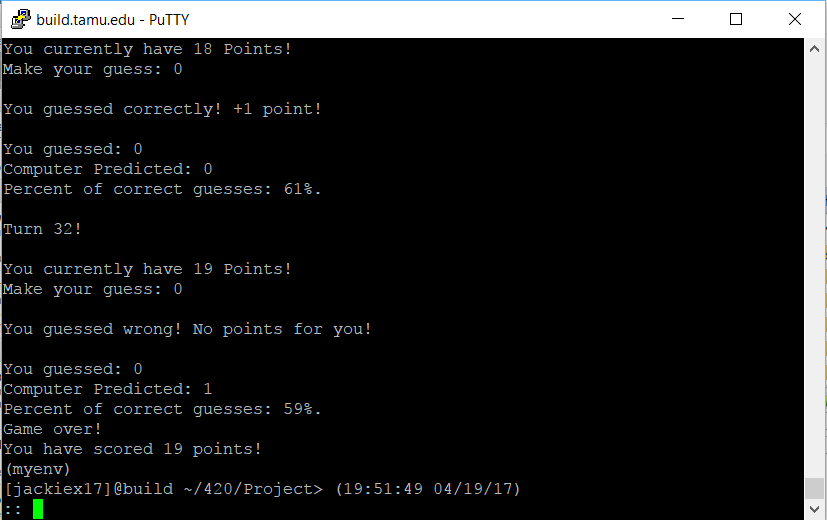 build.tamu.edu - PuTTY
You currently have 18 Points!
Make your guess: 0
You guessed correctly! +1 point!
You guessed: 0
Computer Predicted: 0
Percent of correct guesses: 61%.
Turn 32!
You currently have 19 Points!
Make your guess: 0
You guessed wrong! No points for you!
You guessed: 0
Computer Predicted: 1
Percent of correct guesses: 59%.
Game over!
You have scored 19 points!
(myenv)
[jackiex17]@build ~/420/Project> (19:51:49 04/19/17)
::